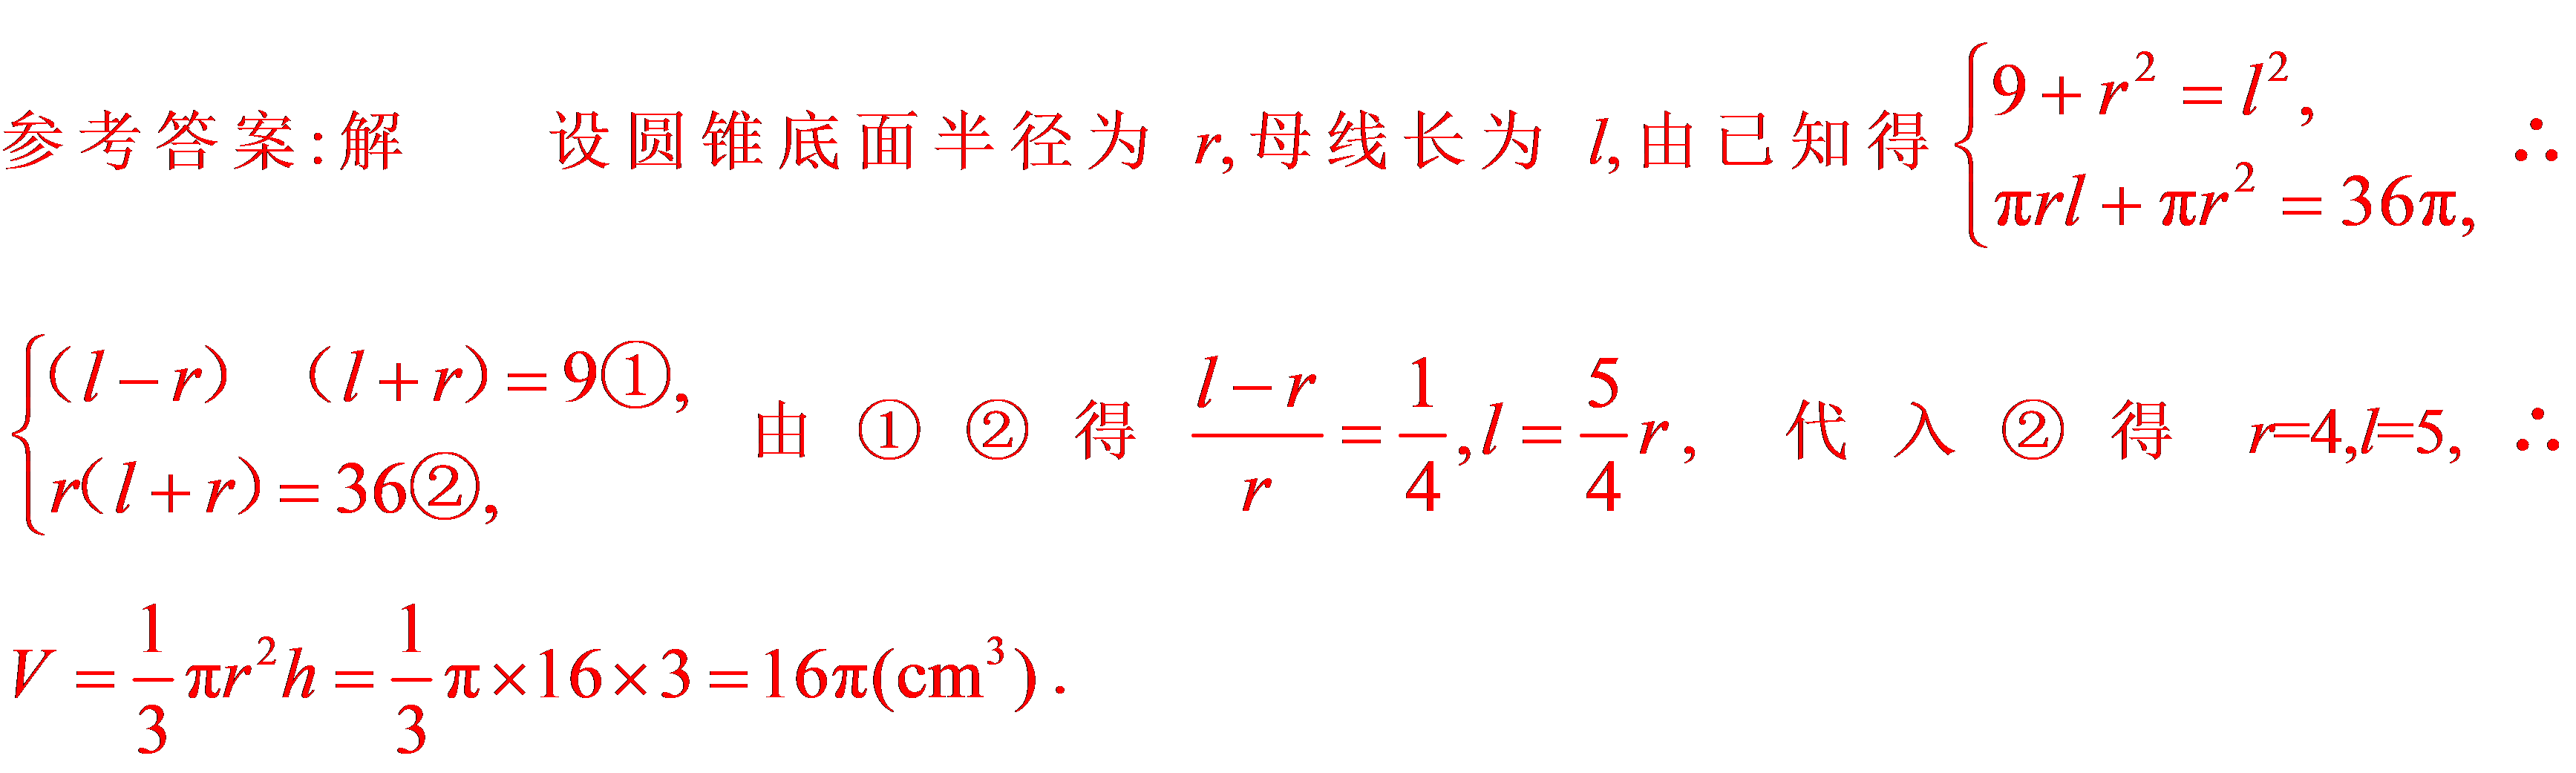 参考答案:解 设圆锥底面半径为 r,母线长为 l,由已知得 $\begin{cases} 9+r^2=l^2, \\ \pi rl+\pi r^2=36\pi, \end{cases}$ ∴
$\begin{cases} (l-r) \quad (l+r)=9①, \\ r(l+r)=36②, \end{cases}$ 由 ① ② 得 $\frac{l-r}{r}=\frac{1}{4},l=\frac{5}{4}r,$ 代入 ② 得 r=4,l=5, ∴
$V=\frac{1}{3}\pi r^2h=\frac{1}{3}\pi\times16\times3=16\pi(\text{cm}^3).$